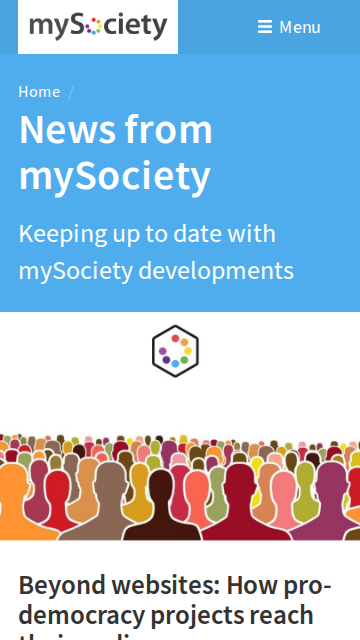 mySociety
Menu
Home /
News from
mySociety
Keeping up to date with
mySociety developments
Beyond websites: How pro-
democracy projects reach